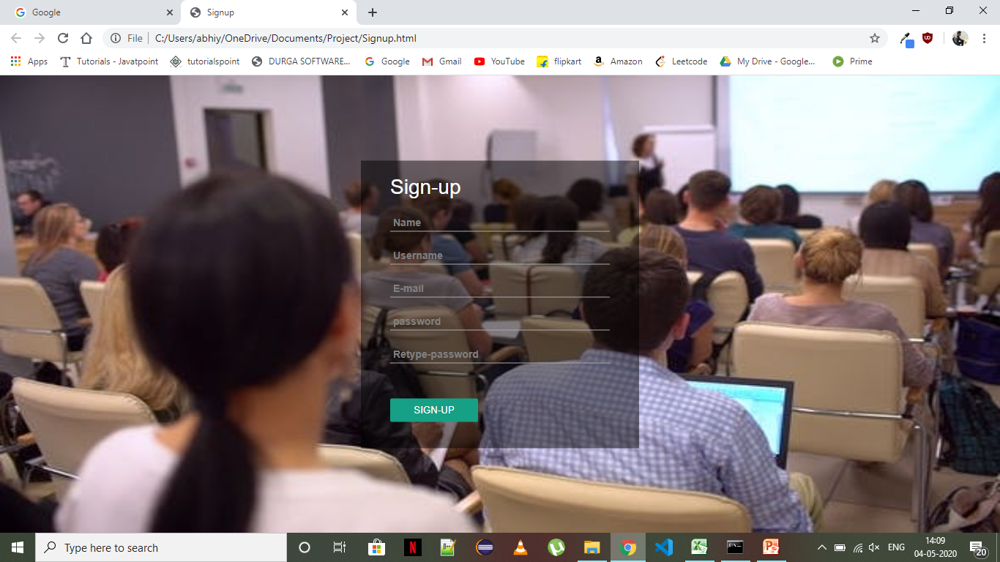 Google
Signup
File
C:/Users/abhiy/OneDrive/Documents/Project/Signup.html
Apps
Tutorials - Javatpoint
tutorialspoint
DURGA SOFTWARE...
Google
Gmail
YouTube
flipkart
Amazon
Leetcode
My Drive - Google...
Prime
Sign-up
Name
Username
E-mail
password
Retype-password
SIGN-UP
Type here to search
ENG
14:09
04-05-2020
20